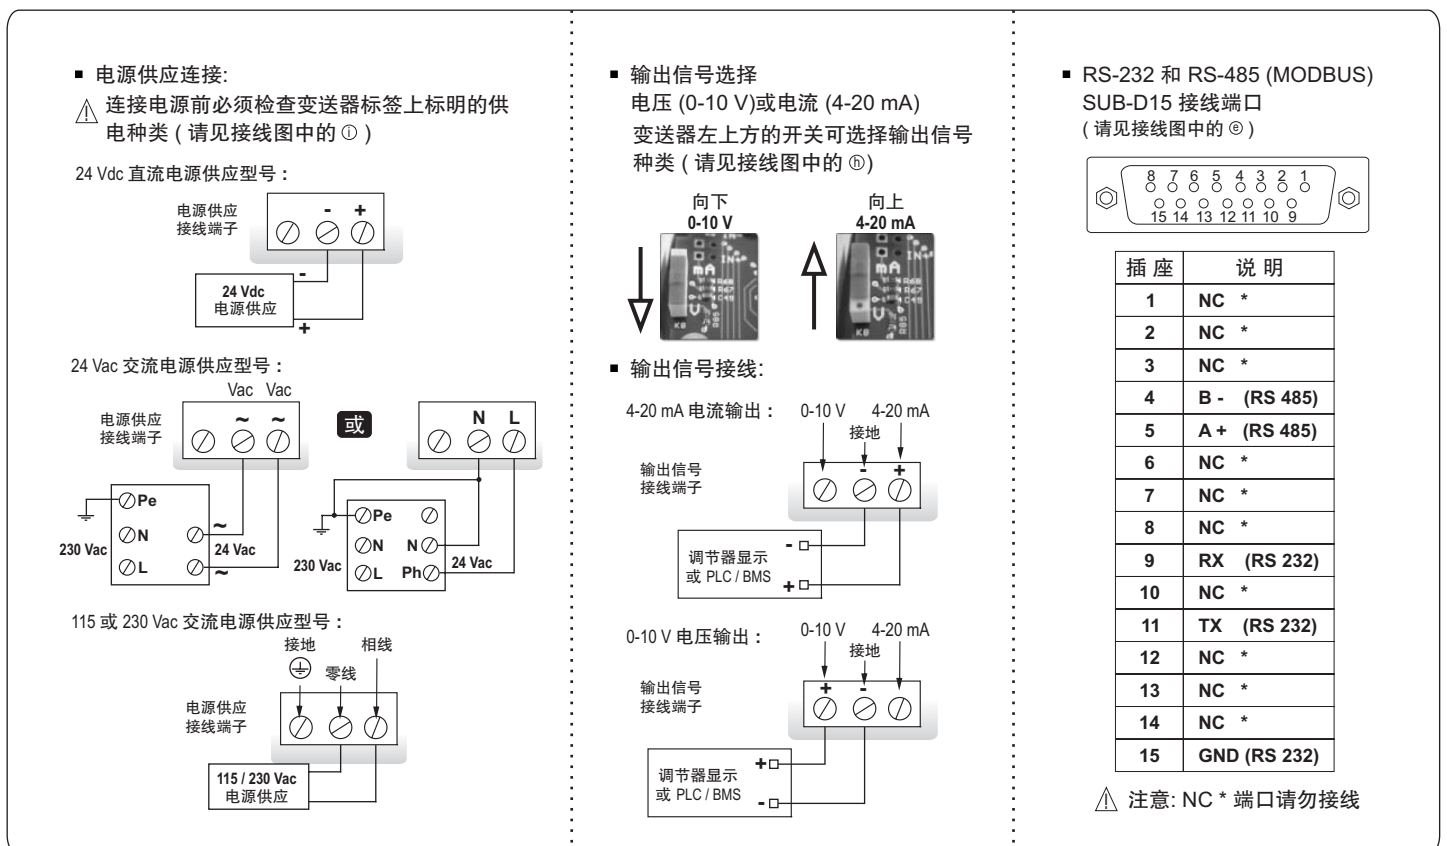 ■ 电源供应连接:
⚠ 连接电源前必须检查变送器标签上标明的供
电种类 ( 请见接线图中的 ⓘ )
24 Vdc 直流电源供应型号：
电源供应
接线端子
- +
-
24 Vdc
电源供应
+
24 Vac 交流电源供应型号：
Vac Vac
电源供应
接线端子
~ ~
或
N L
Pe
N
L
230 Vac
~
24 Vac
~
Pe
N N
L Ph
230 Vac
24 Vac
115 或 230 Vac 交流电源供应型号：
接地 相线
零线
电源供应
接线端子
115 / 230 Vac
电源供应
■ 输出信号选择
电压 (0-10 V)或电流 (4-20 mA)
变送器左上方的开关可选择输出信号
种类 ( 请见接线图中的 ⓗ)
向下
0-10 V
向上
4-20 mA
■ 输出信号接线:
4-20 mA 电流输出： 0-10 V 4-20 mA
接地
输出信号
接线端子
- +
调节器显示
或 PLC / BMS
-
+
0-10 V 电压输出： 0-10 V 4-20 mA
接地
输出信号
接线端子
+ -
调节器显示
或 PLC / BMS
+
-
■ RS-232 和 RS-485 (MODBUS)
SUB-D15 接线端口
( 请见接线图中的 ⓔ )
8 7 6 5 4 3 2 1
15 14 13 12 11 10 9
插 座 说 明
1 NC *
2 NC *
3 NC *
4 B - (RS 485)
5 A + (RS 485)
6 NC *
7 NC *
8 NC *
9 RX (RS 232)
10 NC *
11 TX (RS 232)
12 NC *
13 NC *
14 NC *
15 GND (RS 232)
⚠ 注意: NC * 端口请勿接线